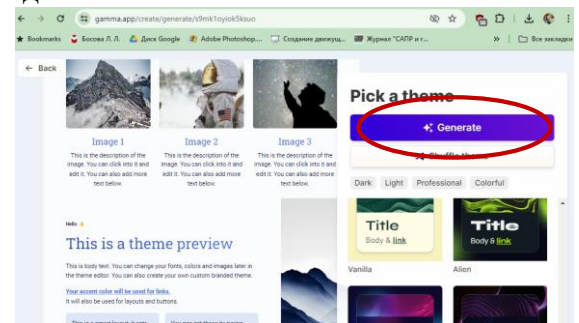 gamma.app/create/generate/s9mk1oyiok5ksuo
Bookmarks Босова Л. Л. Диск Google Adobe Photoshop.... Создание движущ... Журнал "САПР и г... » Все закладки
← Back
Pick a theme
Generate
Shuffle theme
Dark Light Professional Colorful
Image 1 Image 2 Image 3
This is the description of the image. You can click into it and edit it. You can also add more text below.
This is the description of the image. You can click into it and edit it. You can also add more text below.
This is the description of the image. You can click into it and edit it. You can also add more text below.
Hello
This is a theme preview
This is body text. You can change your fonts, colors and images later in
the theme editor. You can also create your own custom branded theme.
Your accent color will be used for links.
It will also be used for layouts and buttons.
Title
Body & link
Vanilla
Title
Body & link
Alien